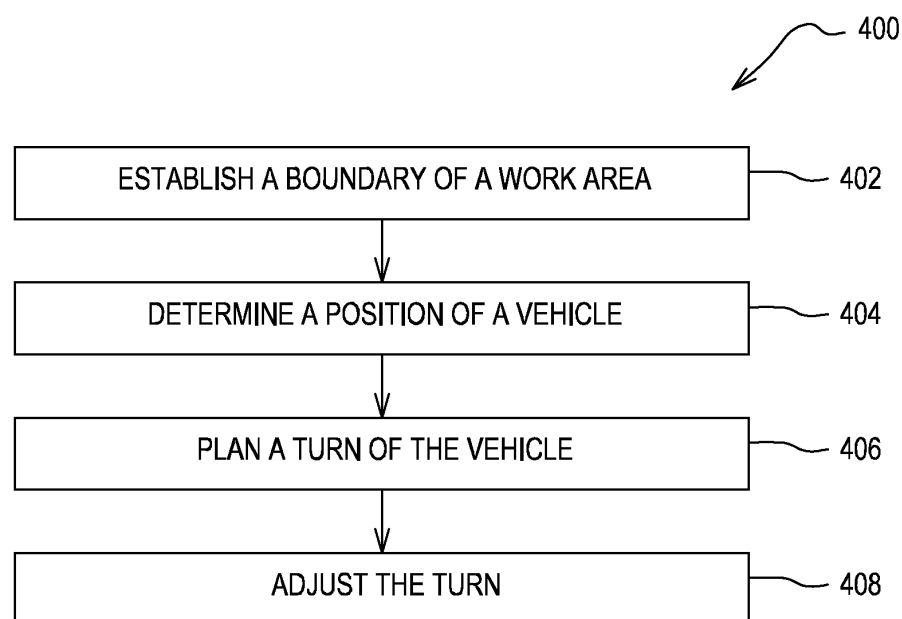 400
ESTABLISH A BOUNDARY OF A WORK AREA
402
DETERMINE A POSITION OF A VEHICLE
404
PLAN A TURN OF THE VEHICLE
406
ADJUST THE TURN
408